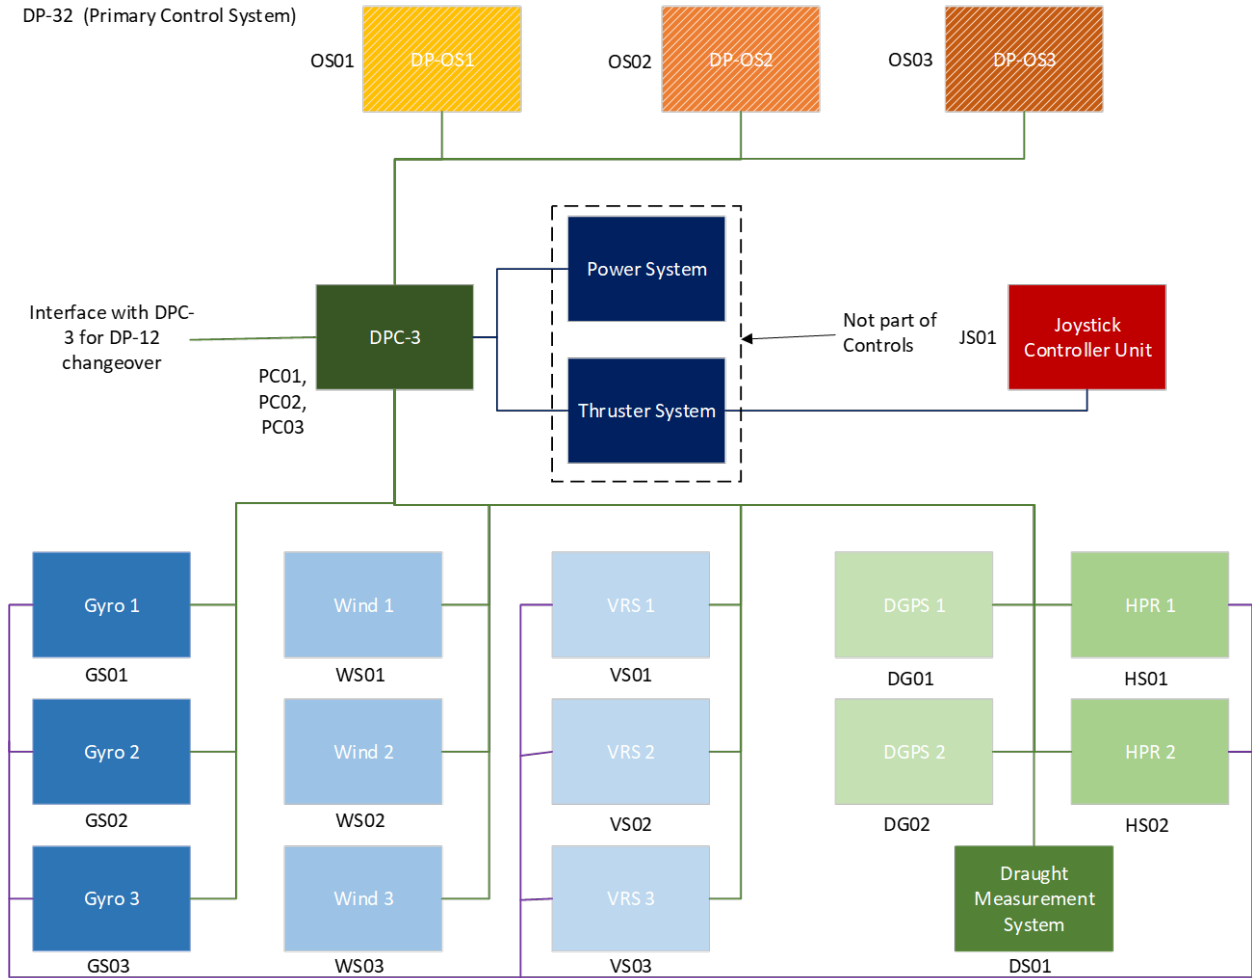 DP-32  (Primary Control System)
OS01
DP-OS1
OS02
DP-OS2
OS03
DP-OS3
Power System
Interface with DPC-
3 for DP-12
changeover
DPC-3
PC01,
PC02,
PC03
Thruster System
Not part of
Controls
JS01
Joystick
Controller Unit
Gyro 1
GS01
Wind 1
WS01
VRS 1
VS01
DGPS 1
DG01
HPR 1
HS01
Gyro 2
GS02
Wind 2
WS02
VRS 2
VS02
DGPS 2
DG02
HPR 2
HS02
Gyro 3
GS03
Wind 3
WS03
VRS 3
VS03
Draught
Measurement
System
DS01